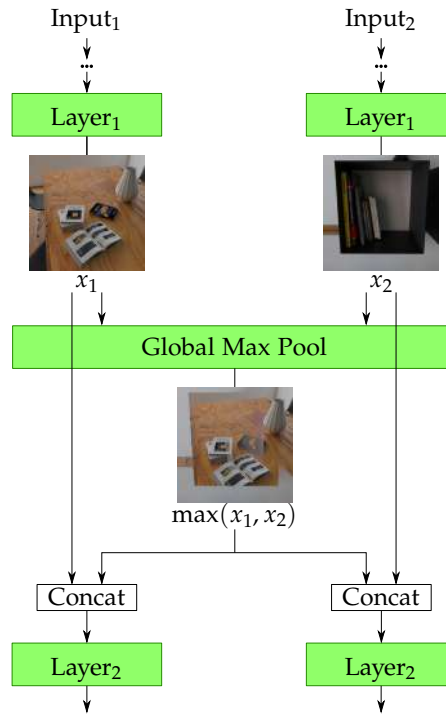 Input₁ Input₂
... ...
Layer₁ Layer₁
x₁ x₂
Global Max Pool
max(x₁, x₂)
Concat Concat
Layer₂ Layer₂